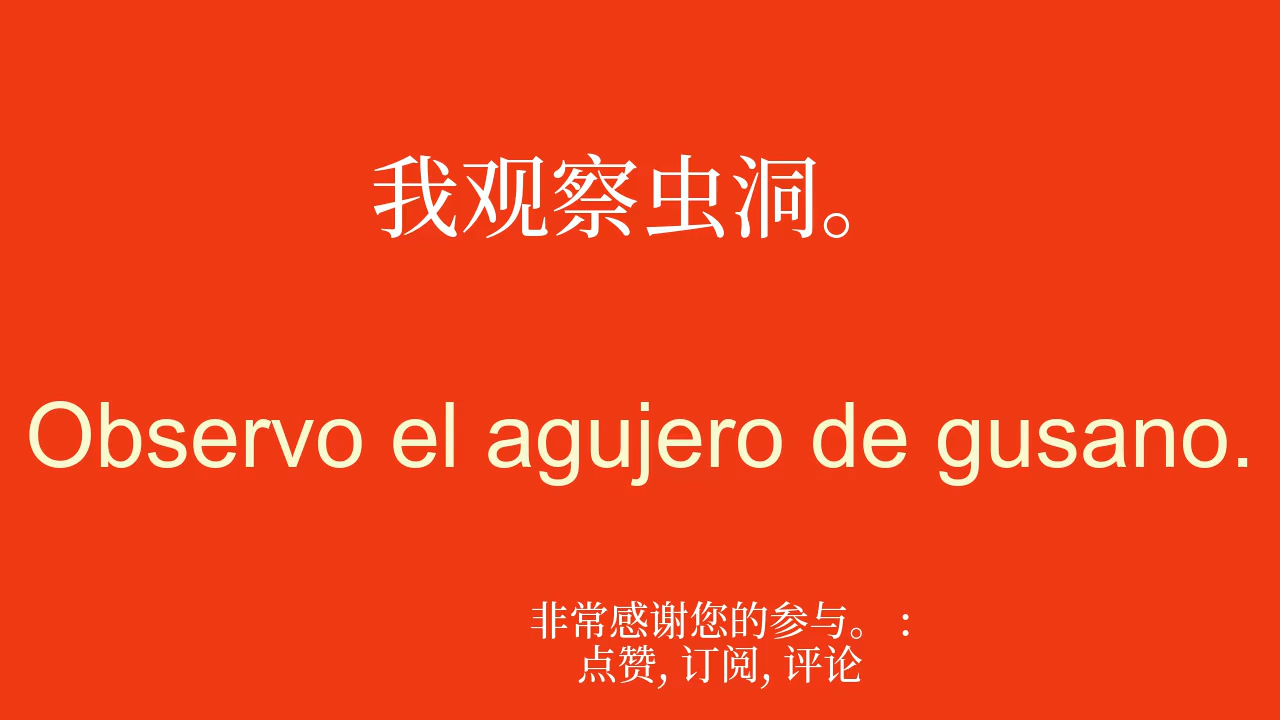 我观察虫洞。
Observo el agujero de gusano.
非常感谢您的参与。 :
点赞, 订阅, 评论